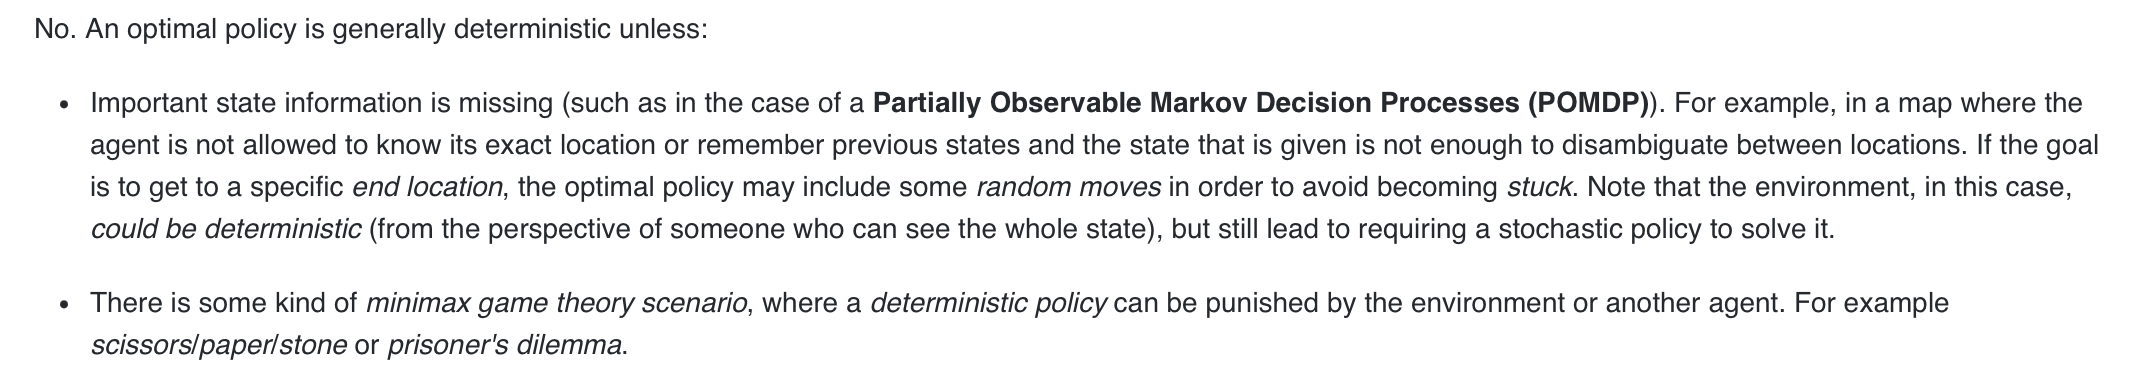 No. An optimal policy is generally deterministic unless:
• Important state information is missing (such as in the case of a Partially Observable Markov Decision Processes (POMDP)). For example, in a map where the
agent is not allowed to know its exact location or remember previous states and the state that is given is not enough to disambiguate between locations. If the goal
is to get to a specific end location, the optimal policy may include some random moves in order to avoid becoming stuck. Note that the environment, in this case,
could be deterministic (from the perspective of someone who can see the whole state), but still lead to requiring a stochastic policy to solve it.
• There is some kind of minimax game theory scenario, where a deterministic policy can be punished by the environment or another agent. For example
scissors/paper/stone or prisoner's dilemma.